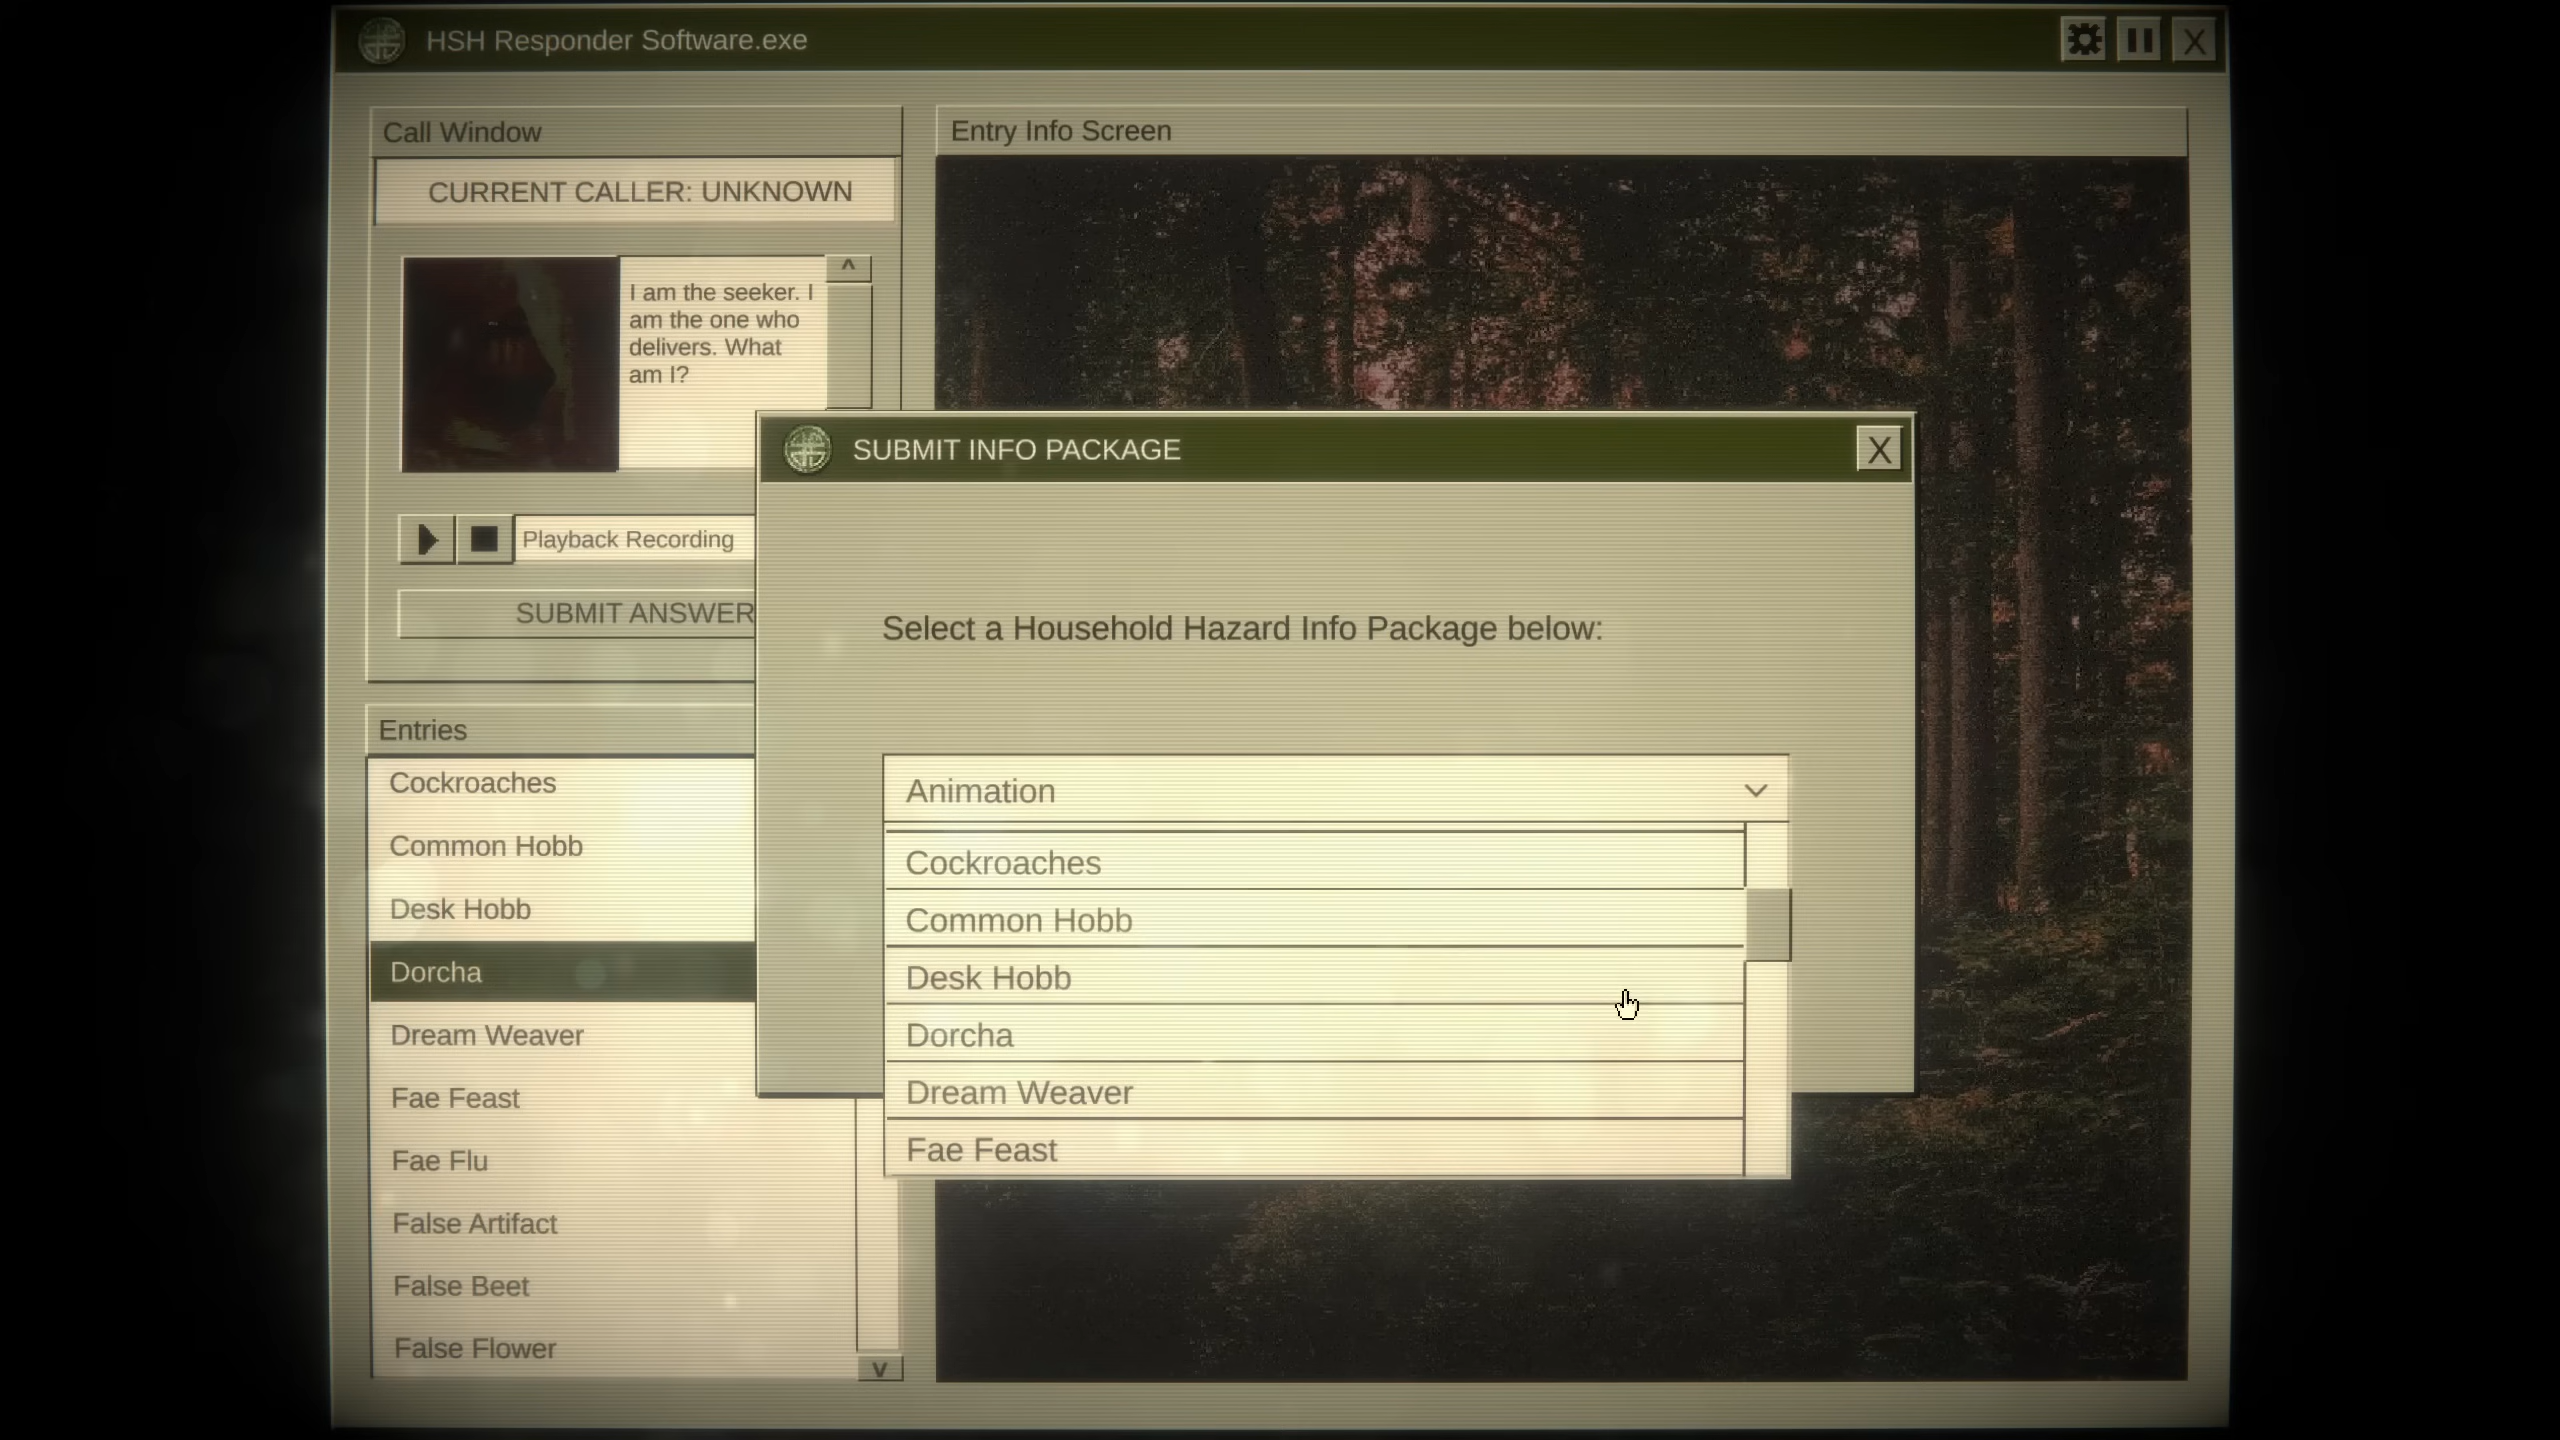 HSH Responder Software.exe
X
Call Window
CURRENT CALLER: UNKNOWN
I am the seeker. I
am the one who
delivers. What
am I?
Playback Recording
SUBMIT ANSWER
Entries
Cockroaches
Common Hobb
Desk Hobb
Dorcha
Dream Weaver
Fae Feast
Fae Flu
False Artifact
False Beet
False Flower
Entry Info Screen
SUBMIT INFO PACKAGE
X
Select a Household Hazard Info Package below:
Animation
Cockroaches
Common Hobb
Desk Hobb
Dorcha
Dream Weaver
Fae Feast